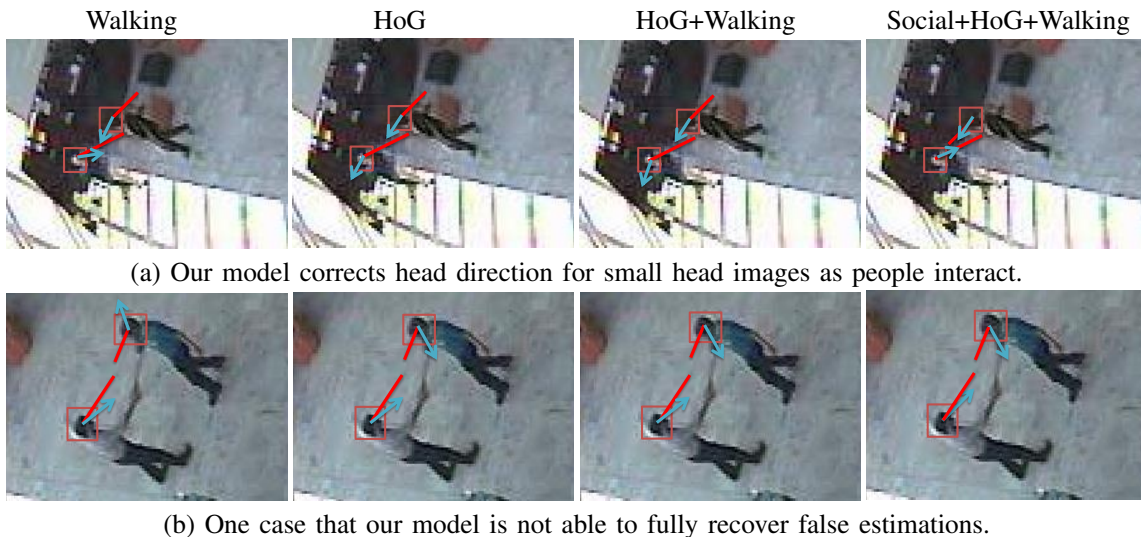 Walking HoG HoG+Walking Social+HoG+Walking
(a) Our model corrects head direction for small head images as people interact.
(b) One case that our model is not able to fully recover false estimations.